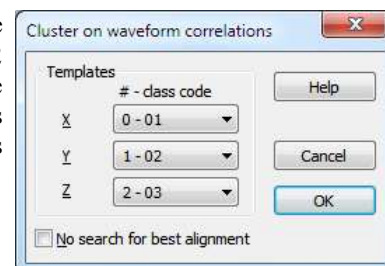 Cluster on waveform correlations
Templates
# - class code
Help
X 0 - 01
Y 1 - 02
Cancel
Z 2 - 03
OK
No search for best alignment